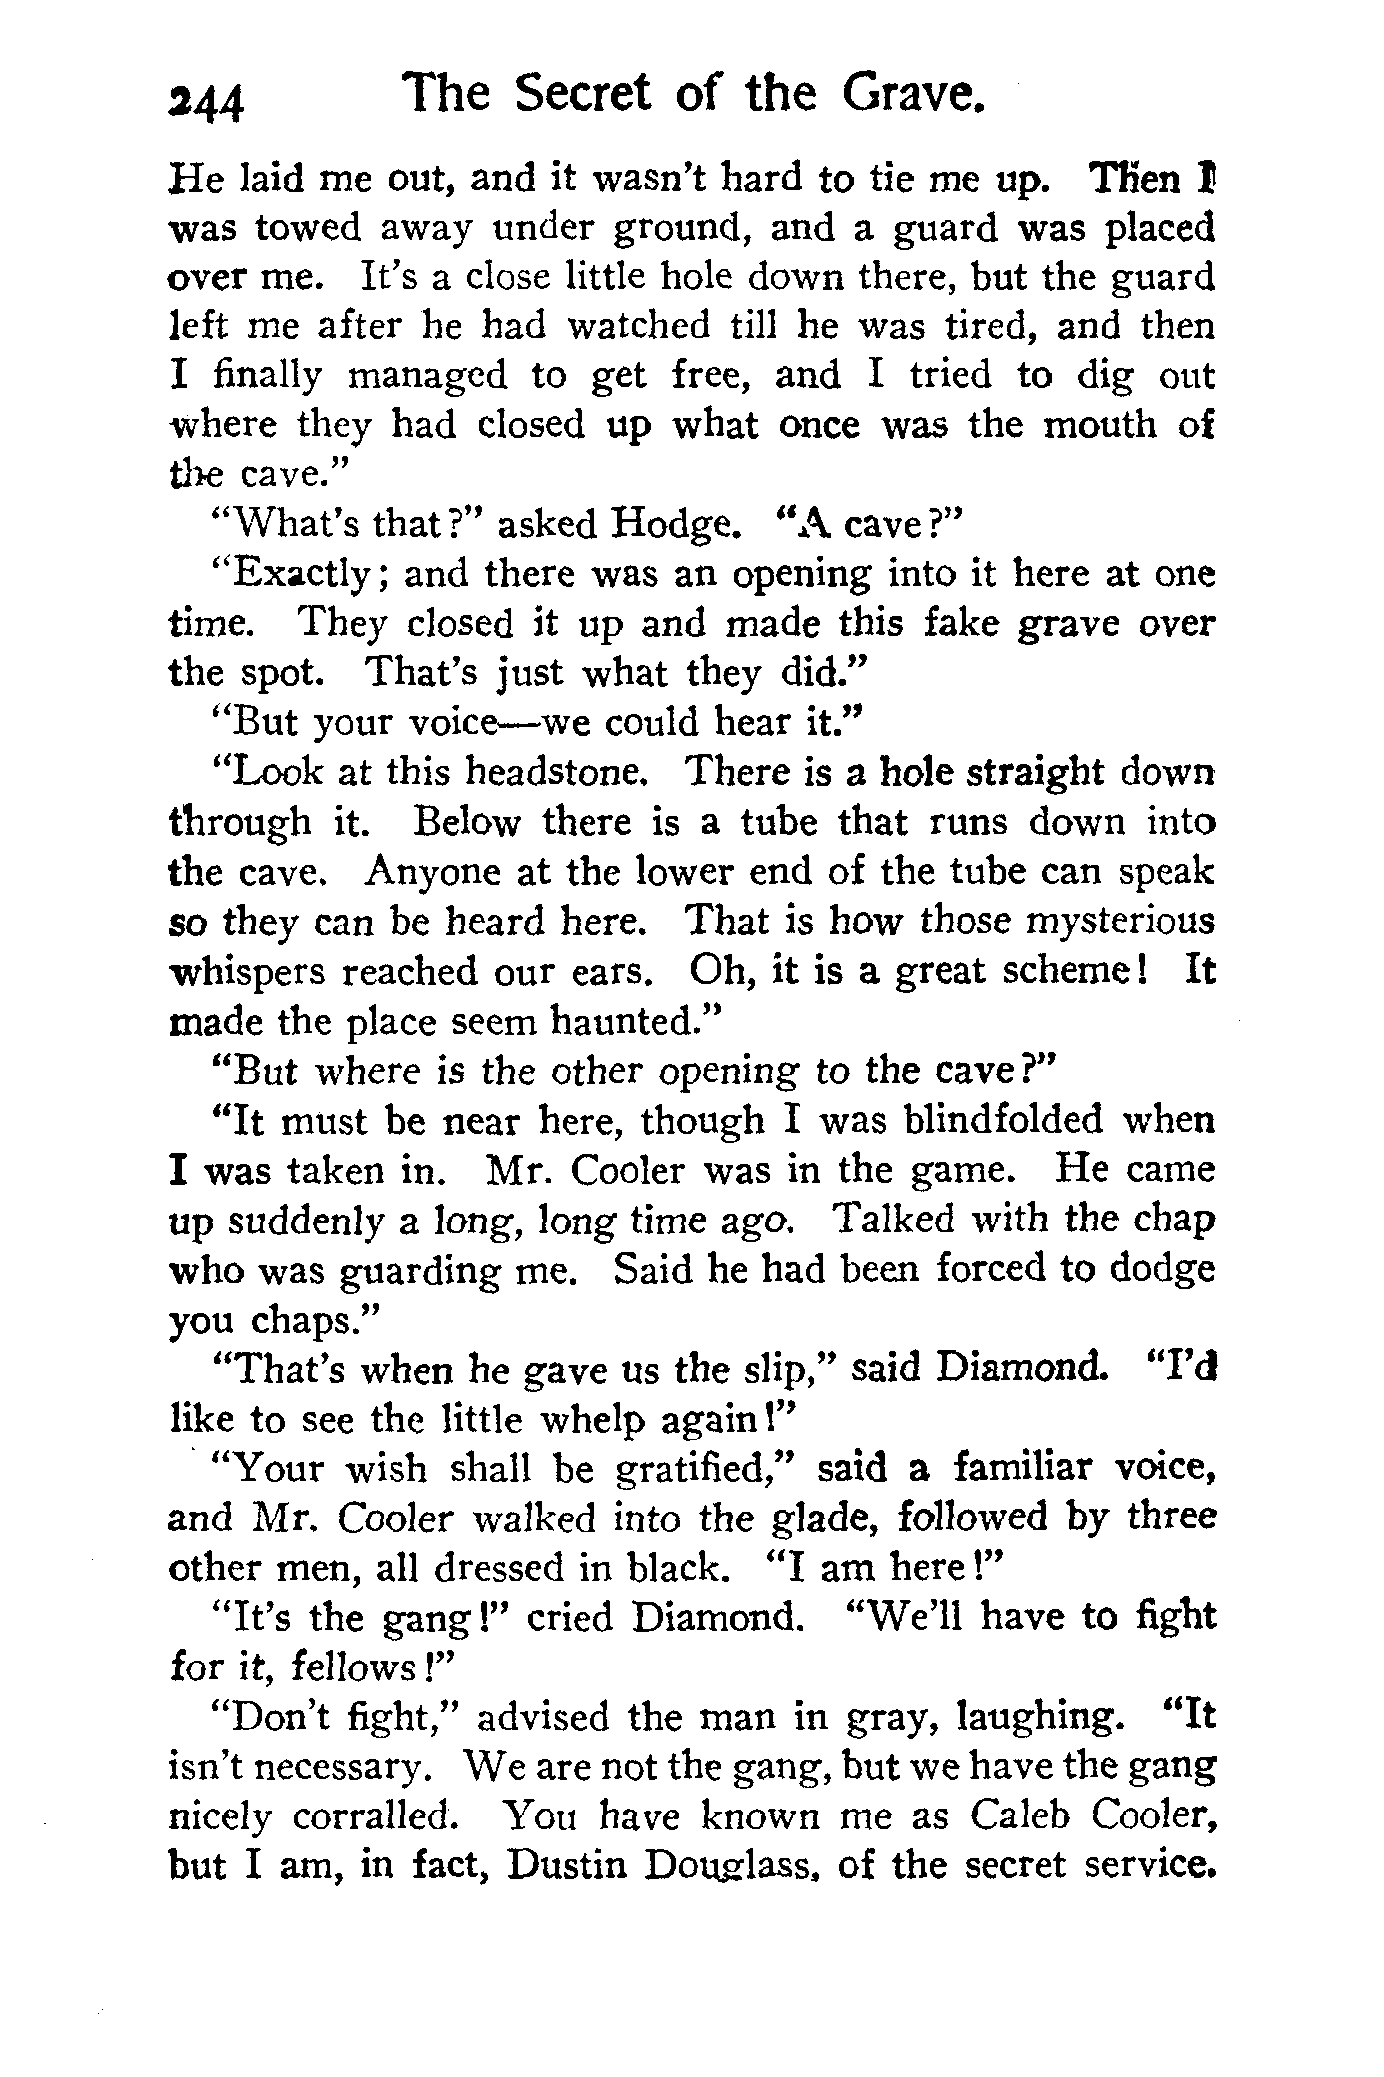 244 The Secret of the Grave.
He laid me out, and it wasn't hard to tie me up. Then I
was towed away under ground, and a guard was placed
over me. It's a close little hole down there, but the guard
left me after he had watched till he was tired, and then
I finally managed to get free, and I tried to dig out
where they had closed up what once was the mouth of
the cave."
"What's that?" asked Hodge. "A cave?"
"Exactly; and there was an opening into it here at one
time. They closed it up and made this fake grave over
the spot. That's just what they did."
"But your voice—we could hear it."
"Look at this headstone. There is a hole straight down
through it. Below there is a tube that runs down into
the cave. Anyone at the lower end of the tube can speak
so they can be heard here. That is how those mysterious
whispers reached our ears. Oh, it is a great scheme! It
made the place seem haunted."
"But where is the other opening to the cave?"
"It must be near here, though I was blindfolded when
I was taken in. Mr. Cooler was in the game. He came
up suddenly a long, long time ago. Talked with the chap
who was guarding me. Said he had been forced to dodge
you chaps."
"That's when he gave us the slip," said Diamond. "I'd
like to see the little whelp again!"
"Your wish shall be gratified," said a familiar voice,
and Mr. Cooler walked into the glade, followed by three
other men, all dressed in black. "I am here!"
"It's the gang!" cried Diamond. "We'll have to fight
for it, fellows!"
"Don't fight," advised the man in gray, laughing. "It
isn't necessary. We are not the gang, but we have the gang
nicely corralled. You have known me as Caleb Cooler,
but I am, in fact, Dustin Douglass, of the secret service.